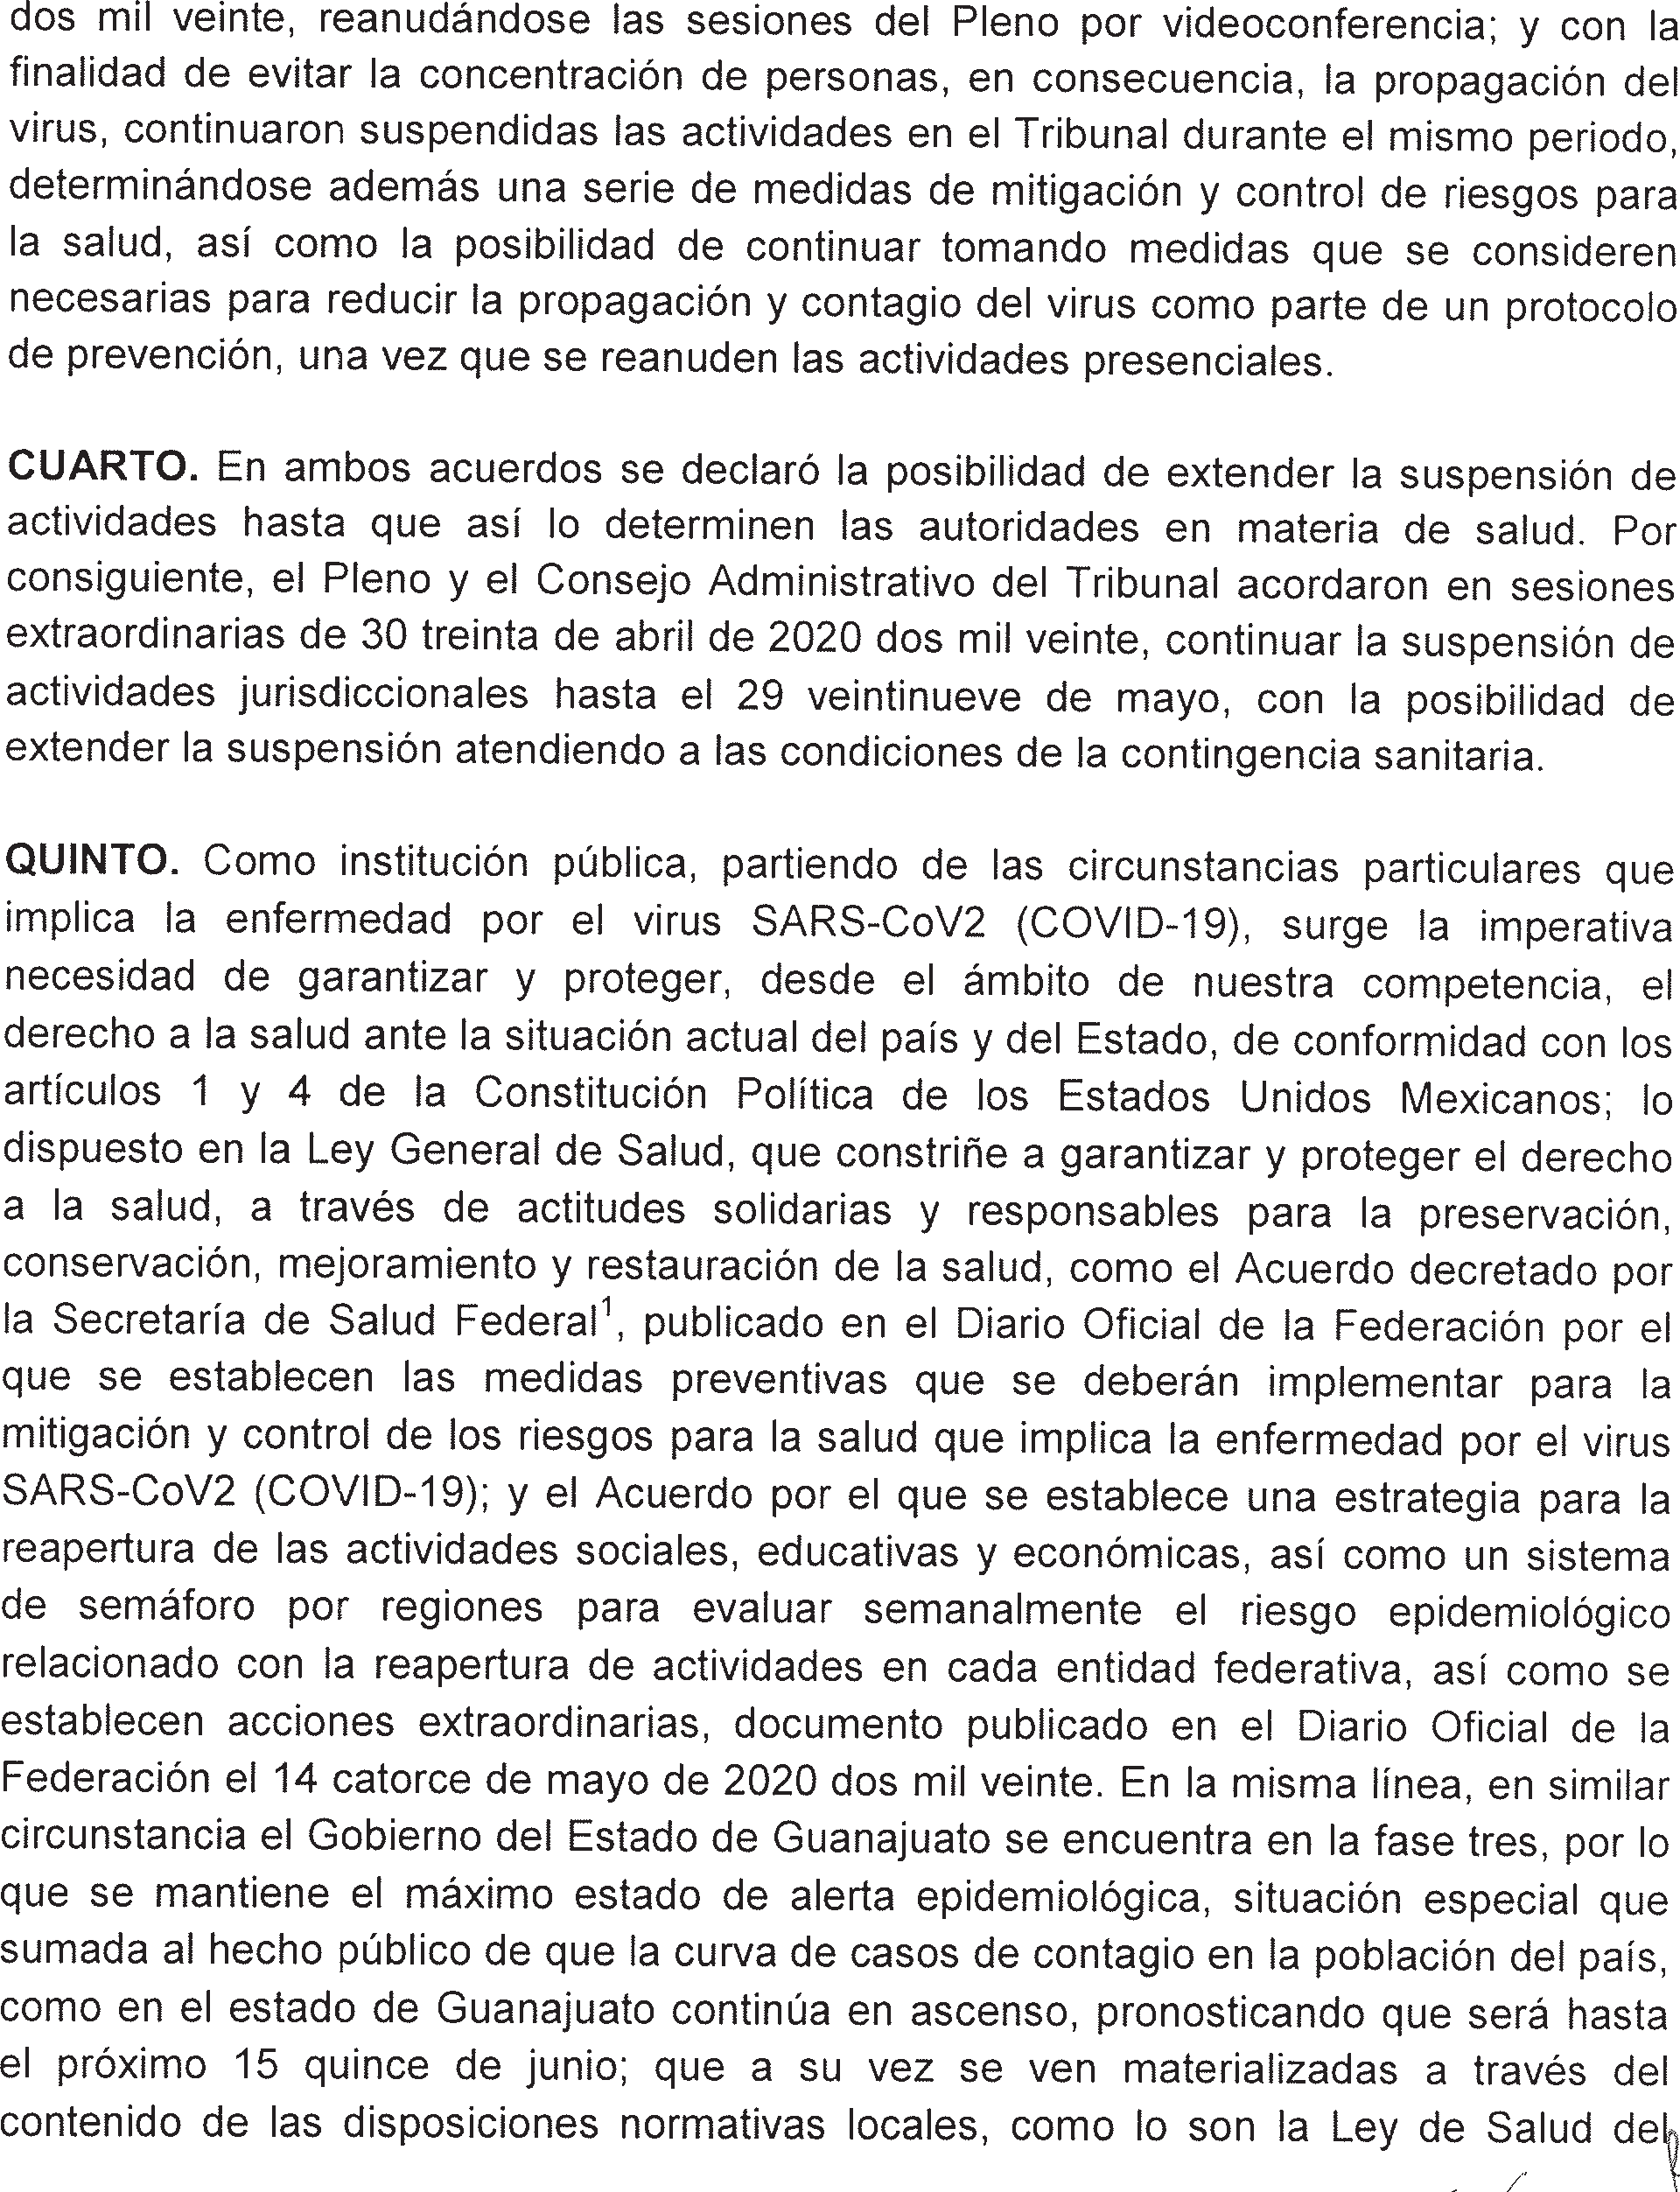 dos mil veinte, reanudándose las sesiones del Pleno por videoconferencia; y con la
finalidad de evitar la concentración de personas, en consecuencia, la propagación del
virus, continuaron suspendidas las actividades en el Tribunal durante el mismo periodo,
determinándose además una serie de medidas de mitigación y control de riesgos para
la salud, así como la posibilidad de continuar tomando medidas que se consideren
necesarias para reducir la propagación y contagio del virus como parte de un protocolo
de prevención, una vez que se reanuden las actividades presenciales.
CUARTO. En ambos acuerdos se declaró la posibilidad de extender la suspensión de
actividades hasta que así lo determinen las autoridades en materia de salud. Por
consiguiente, el Pleno y el Consejo Administrativo del Tribunal acordaron en sesiones
extraordinarias de 30 treinta de abril de 2020 dos mil veinte, continuar la suspensión de
actividades jurisdiccionales hasta el 29 veintinueve de mayo, con la posibilidad de
extender la suspensión atendiendo a las condiciones de la contingencia sanitaria.
QUINTO. Como institución pública, partiendo de las circunstancias particulares que
implica la enfermedad por el virus SARS-CoV2 (COVID-19), surge la imperativa
necesidad de garantizar y proteger, desde el ámbito de nuestra competencia, el
derecho a la salud ante la situación actual del país y del Estado, de conformidad con los
artículos 1 y 4 de la Constitución Política de los Estados Unidos Mexicanos; lo
dispuesto en la Ley General de Salud, que constriñe a garantizar y proteger el derecho
a la salud, a través de actitudes solidarias y responsables para la preservación,
conservación, mejoramiento y restauración de la salud, como el Acuerdo decretado por
la Secretaría de Salud Federal¹, publicado en el Diario Oficial de la Federación por el
que se establecen las medidas preventivas que se deberán implementar para la
mitigación y control de los riesgos para la salud que implica la enfermedad por el virus
SARS-CoV2 (COVID-19); y el Acuerdo por el que se establece una estrategia para la
reapertura de las actividades sociales, educativas y económicas, así como un sistema
de semáforo por regiones para evaluar semanalmente el riesgo epidemiológico
relacionado con la reapertura de actividades en cada entidad federativa, así como se
establecen acciones extraordinarias, documento publicado en el Diario Oficial de la
Federación el 14 catorce de mayo de 2020 dos mil veinte. En la misma línea, en similar
circunstancia el Gobierno del Estado de Guanajuato se encuentra en la fase tres, por lo
que se mantiene el máximo estado de alerta epidemiológica, situación especial que
sumada al hecho público de que la curva de casos de contagio en la población del país,
como en el estado de Guanajuato continúa en ascenso, pronosticando que será hasta
el próximo 15 quince de junio; que a su vez se ven materializadas a través del
contenido de las disposiciones normativas locales, como lo son la Ley de Salud del